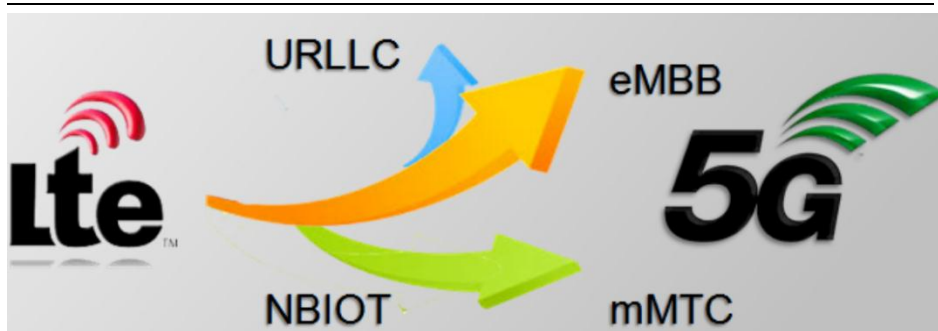 URLLC
eMBB
Lte
TM
5G
NBIOT
mMTC